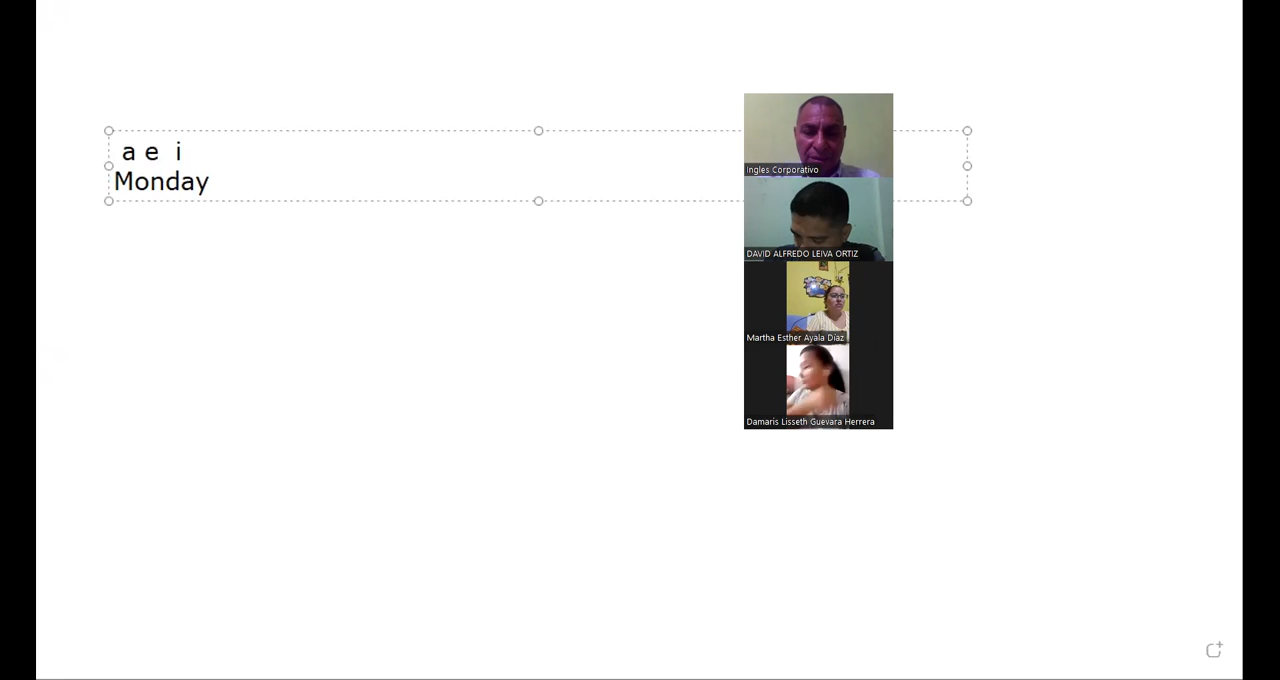 a e i
Monday
Ingles Corporativo
DAVID ALFREDO LEIVA ORTIZ
Martha Esther Ayala Díaz
Damaris Lisseth Guevara Herrera